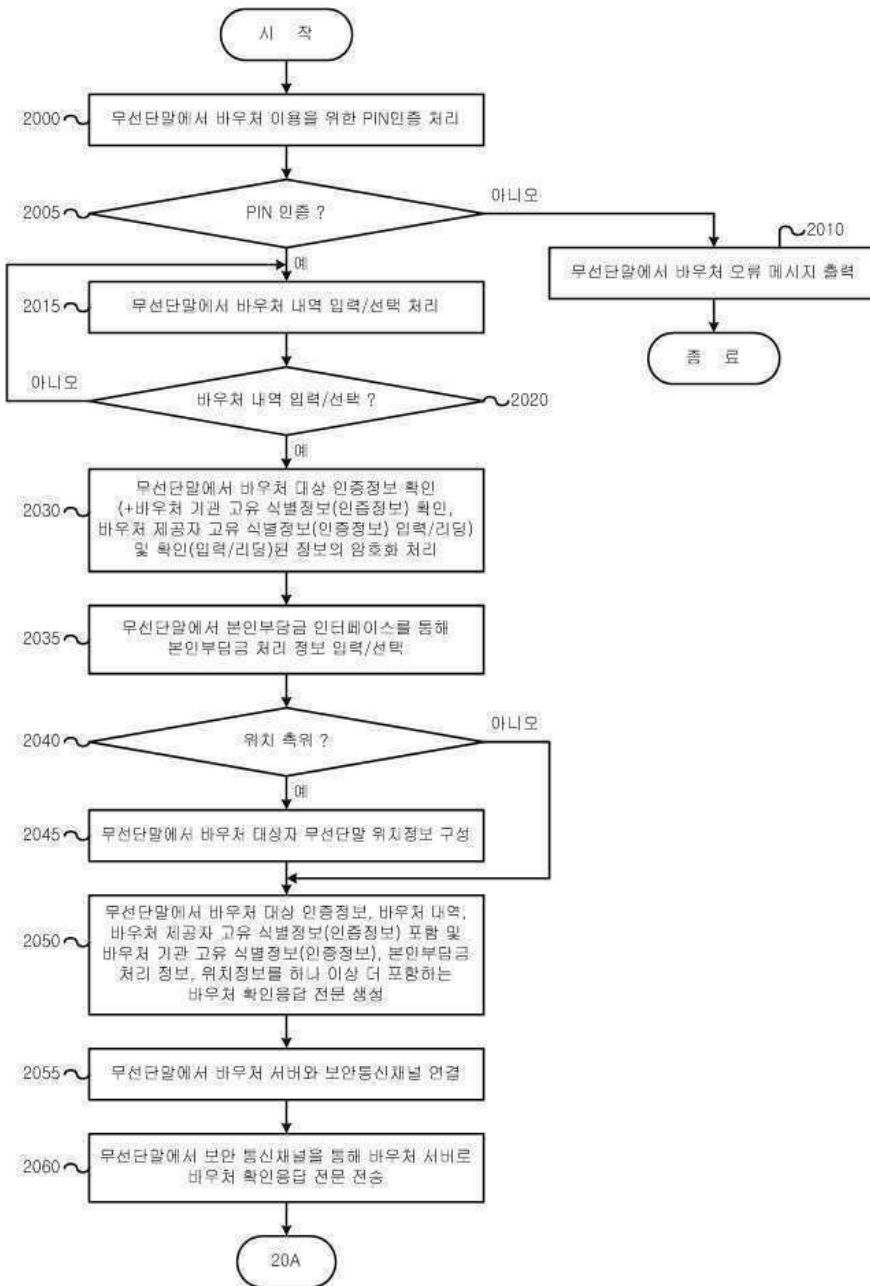 시 작
2000
무선단말에서 바우처 이용을 위한 PIN인증 처리
2005
PIN 인증 ?
아니오
예
2010
무선단말에서 바우처 오류 메시지 출력
종 료
2015
무선단말에서 바우처 내역 입력/선택 처리
아니오
바우처 내역 입력/선택 ?
2020
예
2030
무선단말에서 바우처 대상 인증정보 확인
(+바우처 기관 고유 식별정보(인증정보) 확인,
바우처 제공자 고유 식별정보(인증정보) 입력/리딩)
및 확인(입력/리딩)된 정보의 암호화 처리
2035
무선단말에서 본인부담금 인터페이스를 통해
본인부담금 처리 정보 입력/선택
2040
위치 측위 ?
아니오
예
2045
무선단말에서 바우처 대상자 무선단말 위치정보 구성
2050
무선단말에서 바우처 대상 인증정보, 바우처 내역,
바우처 제공자 고유 식별정보(인증정보) 포함 및
바우처 기관 고유 식별정보(인증정보), 본인부담금
처리 정보, 위치정보를 하나 이상 더 포함하는
바우처 확인응답 전문 생성
2055
무선단말에서 바우처 서버와 보안통신채널 연결
2060
무선단말에서 보안 통신채널을 통해 바우처 서버로
바우처 확인응답 전문 전송
20A